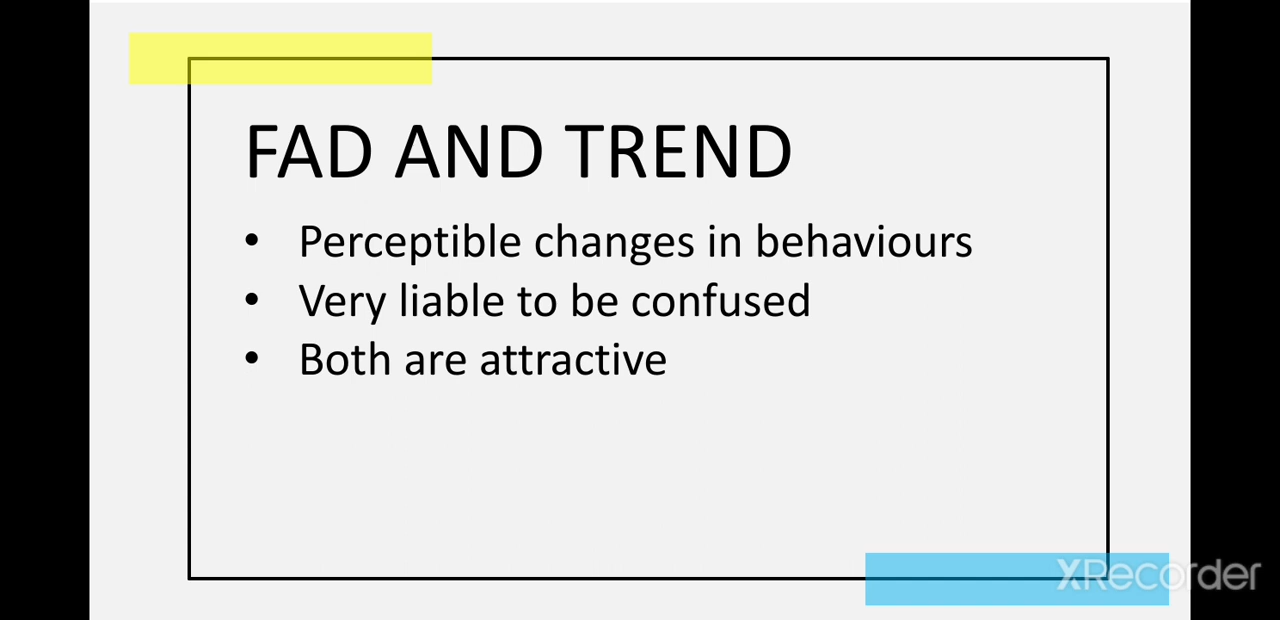 FAD AND TREND
• Perceptible changes in behaviours
• Very liable to be confused
• Both are attractive
XRecorder